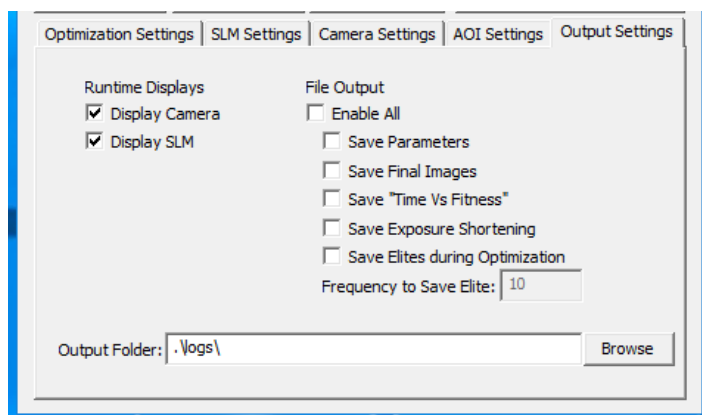 Optimization Settings SLM Settings Camera Settings AOI Settings Output Settings
Runtime Displays
Display Camera
Display SLM
File Output
Enable All
Save Parameters
Save Final Images
Save "Time Vs Fitness"
Save Exposure Shortening
Save Elites during Optimization
Frequency to Save Elite: 10
Output Folder: .\logs\ Browse